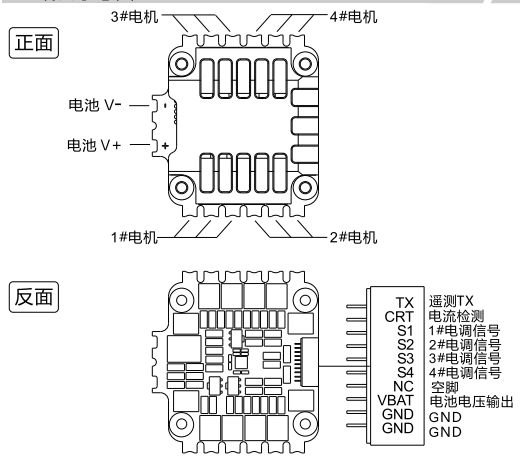 3#电机
4#电机
正面
电池 V-
-
电池 V+
+
1#电机
2#电机
反面
TX 遥测TX
CRT 电流检测
S1 1#电调信号
S2 2#电调信号
S3 3#电调信号
S4 4#电调信号
NC 空脚
VBAT 电池电压输出
GND GND
GND GND